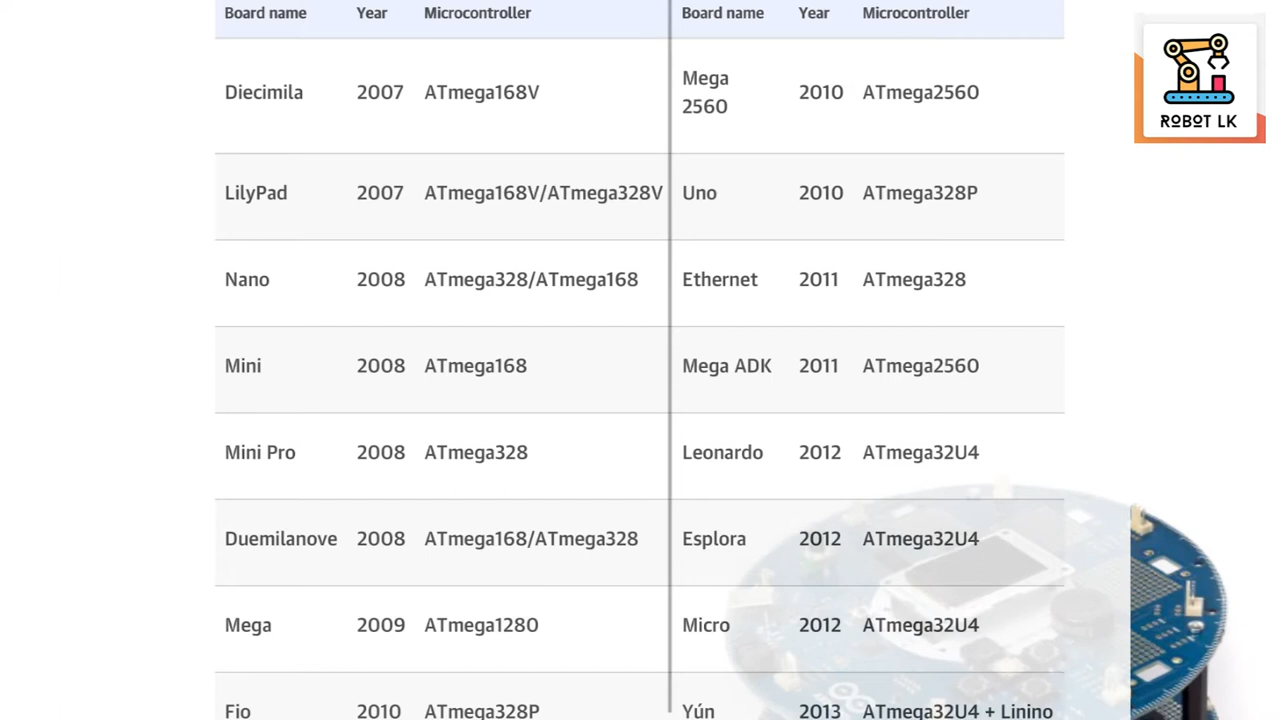 Board name Year Microcontroller Board name Year Microcontroller
Diecimila 2007 ATmega168V Mega 2560 2010 ATmega2560
LilyPad 2007 ATmega168V/ATmega328V Uno 2010 ATmega328P
Nano 2008 ATmega328/ATmega168 Ethernet 2011 ATmega328
Mini 2008 ATmega168 Mega ADK 2011 ATmega2560
Mini Pro 2008 ATmega328 Leonardo 2012 ATmega32U4
Duemilanove 2008 ATmega168/ATmega328 Esplora 2012 ATmega32U4
Mega 2009 ATmega1280 Micro 2012 ATmega32U4
Fio 2010 ATmega328P Yún 2013 ATmega32U4 + Linino
ROBOT LK